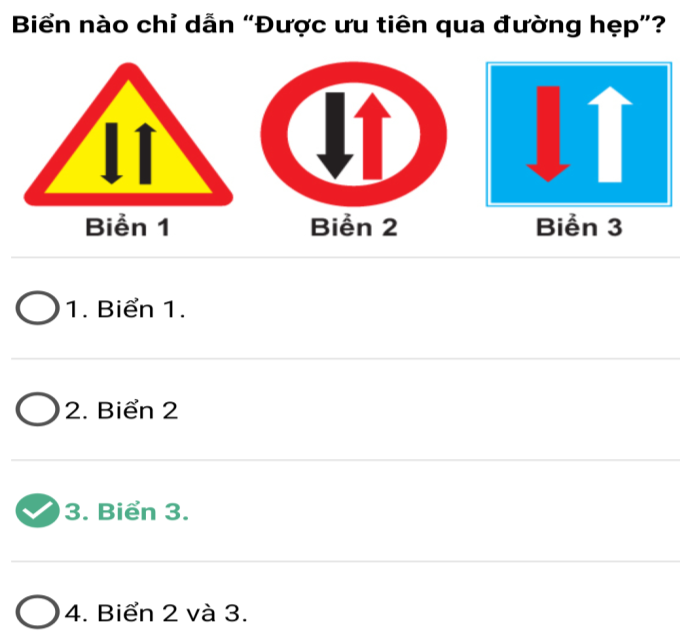 Biển nào chỉ dẫn “Được ưu tiên qua đường hẹp”?
Biển 1 Biển 2 Biển 3
1. Biển 1.
2. Biển 2
3. Biển 3.
4. Biển 2 và 3.